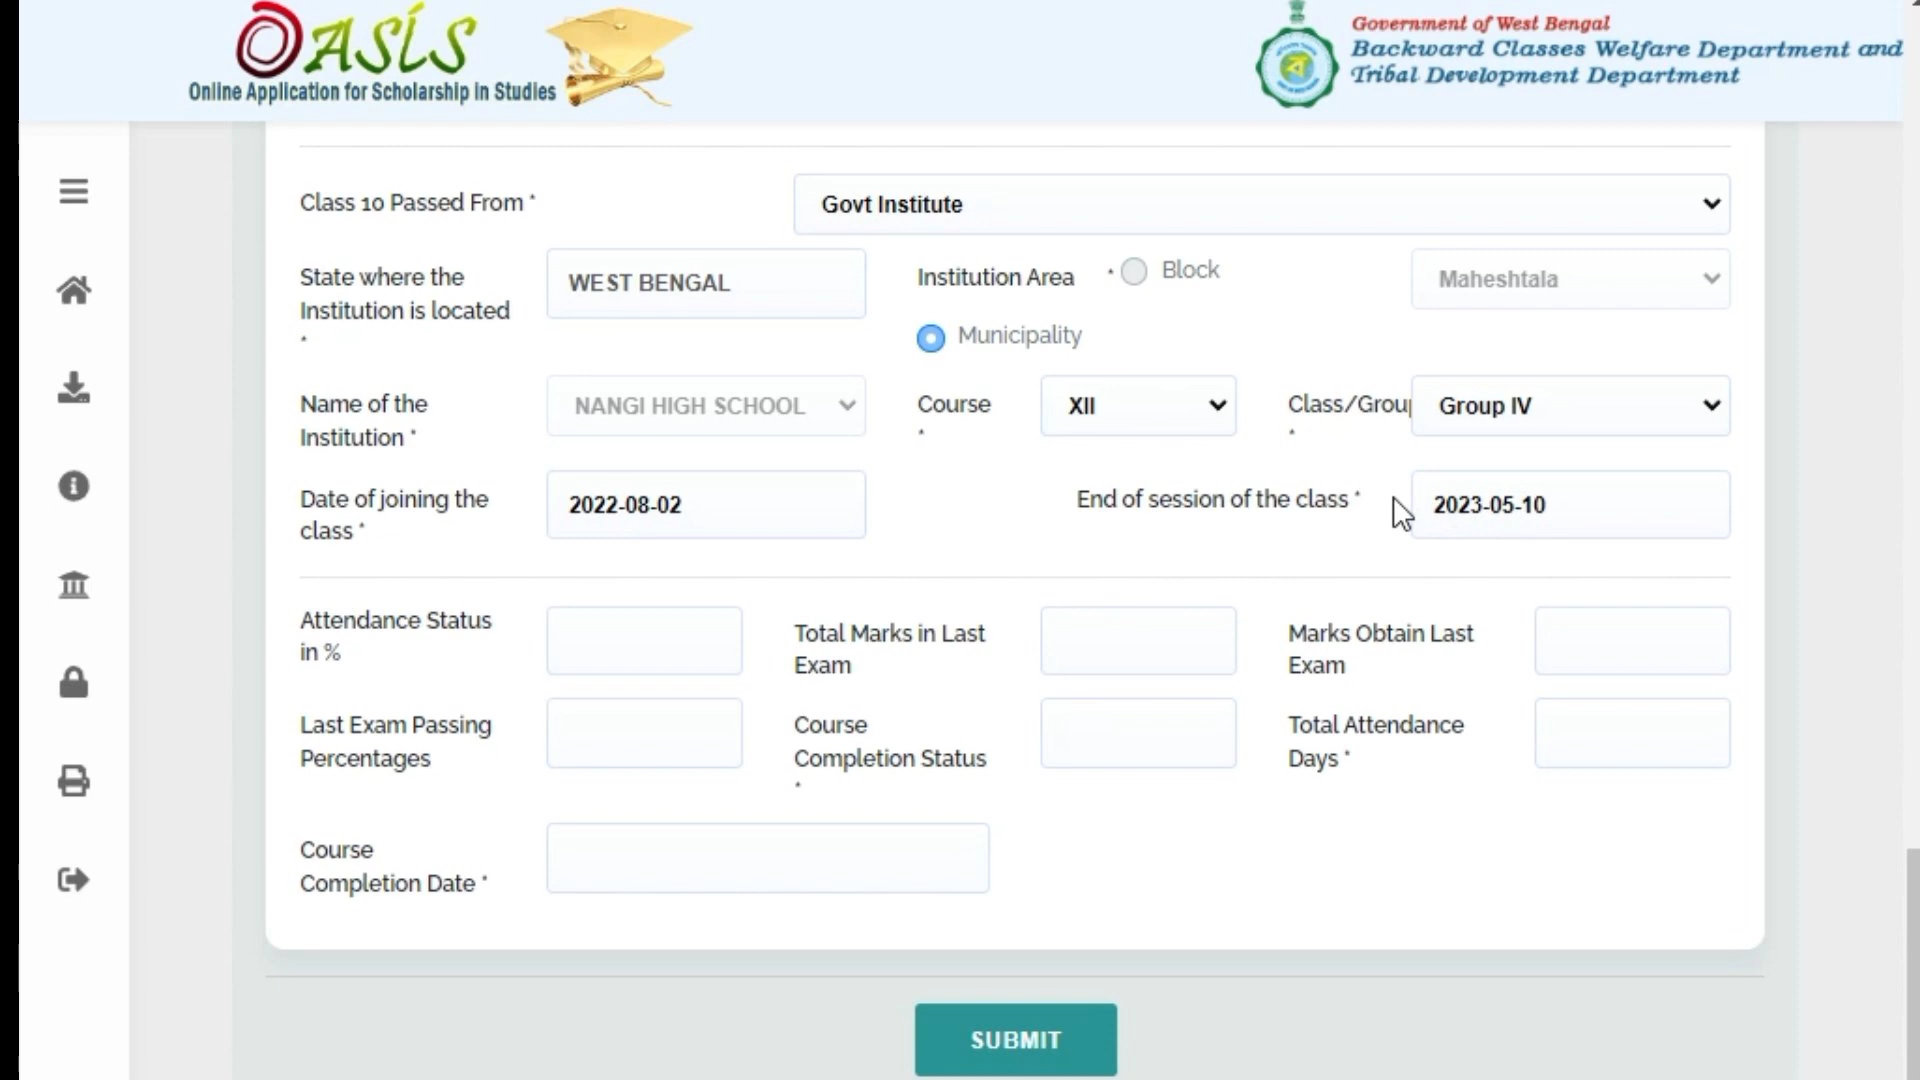 OASIS
Online Application for Scholarship in Studies
Government of West Bengal
Backward Classes Welfare Department and
Tribal Development Department
Class 10 Passed From *
Govt Institute
State where the
Institution is located
*
WEST BENGAL
Institution Area
* Block
Municipality
Maheshtala
Name of the
Institution *
NANGI HIGH SCHOOL
Course
*
XII
Class/Group
*
Group IV
Date of joining the
class *
2022-08-02
End of session of the class *
2023-05-10
Attendance Status
in %
Total Marks in Last
Exam
Marks Obtain Last
Exam
Last Exam Passing
Percentages
Course
Completion Status
*
Total Attendance
Days *
Course
Completion Date *
SUBMIT